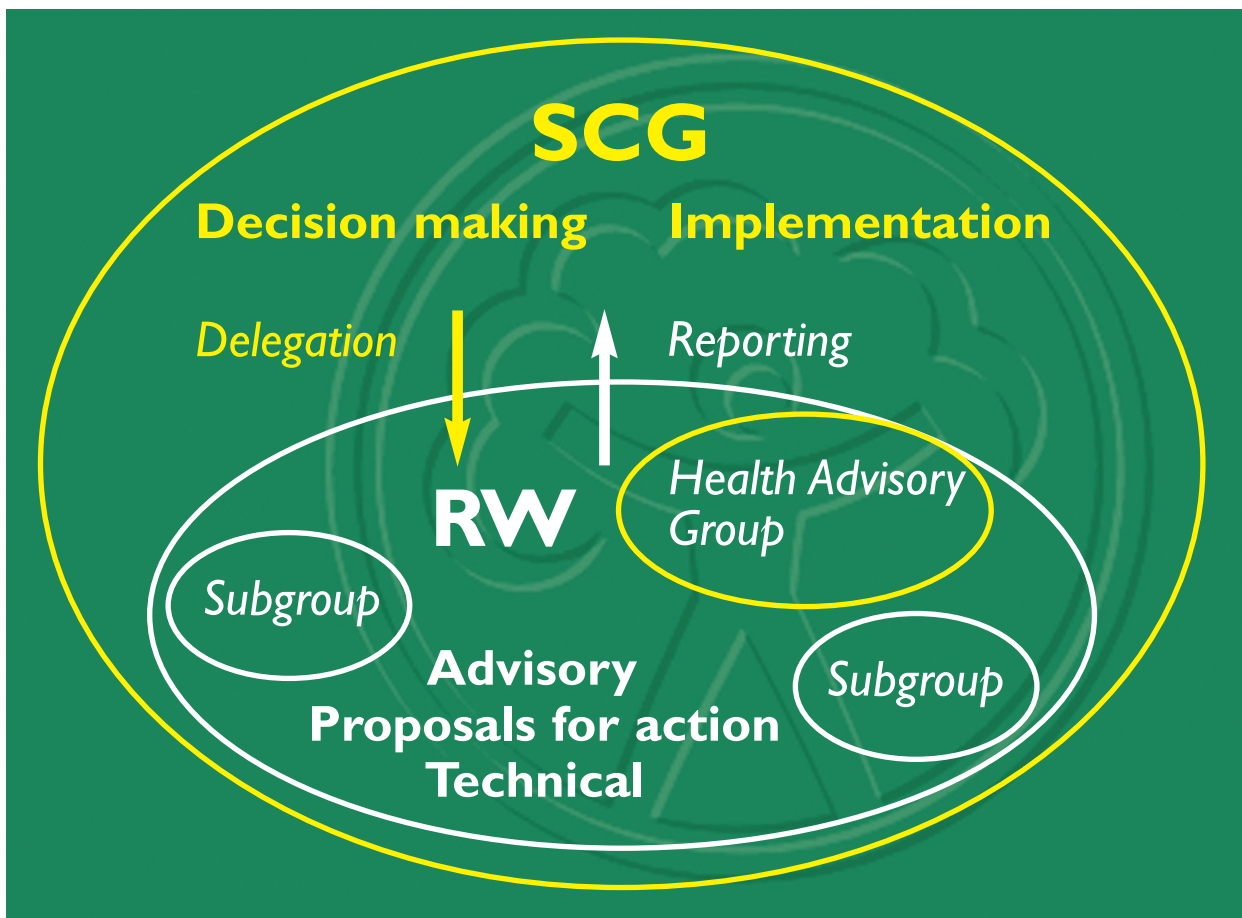 SCG
Decision making
Implementation
Delegation
Reporting
RW
Health Advisory
Group
Subgroup
Advisory
Proposals for action
Technical
Subgroup